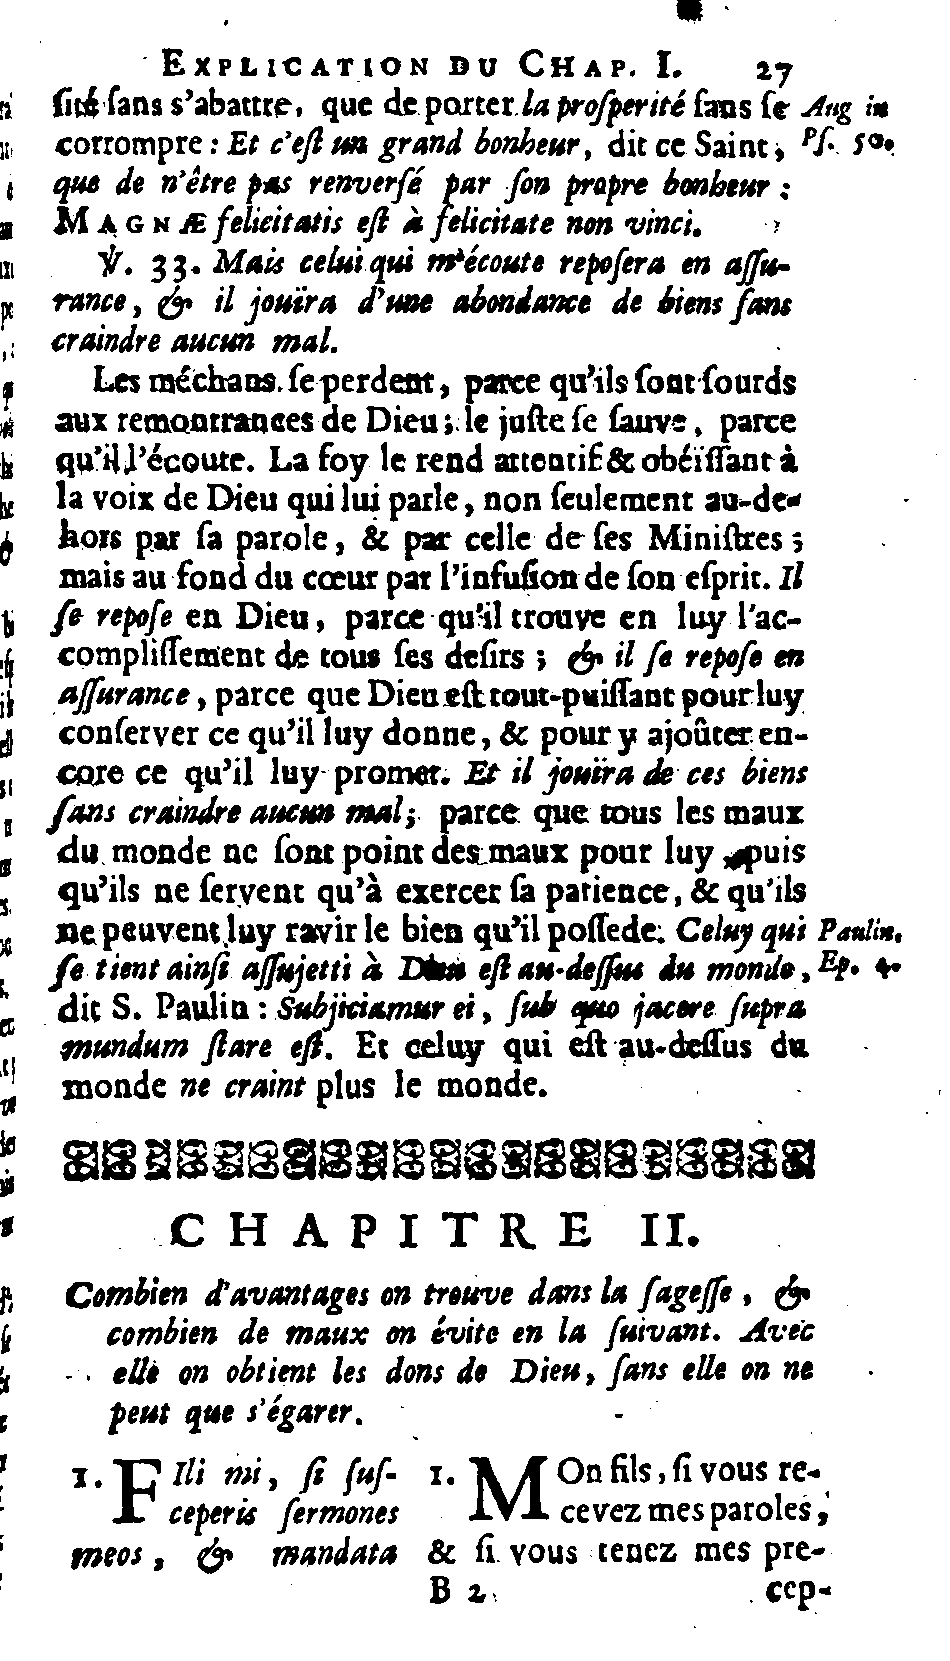 EXPLICATION DU CHAP. I. 27
ſité ſans s'abattre, que de porter la proſperité ſans ſe Aug in
corrompre : Et c'eſt un grand bonheur, dit ce Saint, Pſ. 50.
que de n'être pas renverſé par ſon propre bonheur :
MAGNÆ felicitatis eſt à felicitate non vinci.
℣. 33. Mais celui qui m'écoute repoſera en aſſu-
rance, & il jouïra d'une abondance de biens ſans
craindre aucun mal.
Les méchans ſe perdent, parce qu'ils ſont ſourds
aux remontrances de Dieu ; le juſte ſe ſauve, parce
qu'il l'écoute. La foy le rend attentif & obéïſſant à
la voix de Dieu qui lui parle, non ſeulement au-de-
hors par ſa parole, & par celle de ſes Miniſtres ;
mais au fond du cœur par l'infuſion de ſon eſprit. Il
ſe repoſe en Dieu, parce qu'il trouve en luy l'ac-
compliſſement de tous ſes deſirs ; & il ſe repoſe en
aſſurance, parce que Dieu eſt tout-puiſſant pour luy
conſerver ce qu'il luy donne, & pour y ajoûter en-
core ce qu'il luy promet. Et il jouïra de ces biens
ſans craindre aucun mal ; parce que tous les maux
du monde ne ſont point des maux pour luy, puis
qu'ils ne ſervent qu'à exercer ſa patience, & qu'ils
ne peuvent luy ravir le bien qu'il poſſede. Celuy qui Paulin.
ſe tient ainſi aſſujetti à Dieu eſt au-deſſus du monde, Ep. 4.
dit S. Paulin : Subjiciamur ei, ſub quo jacere ſupra
mundum ſtare eſt. Et celuy qui eſt au-deſſus du
monde ne craint plus le monde.
CHAPITRE II.
Combien d'avantages on trouve dans la ſageſſe, &
combien de maux on évite en la ſuivant. Avec
elle on obtient les dons de Dieu, ſans elle on ne
peut que s'égarer.
1. FIli mi, ſi ſuſ-
ceperis ſermones
meos, & mandata
1. MOn fils, ſi vous re-
cevez mes paroles,
& ſi vous tenez mes pre-
B 2 cep-